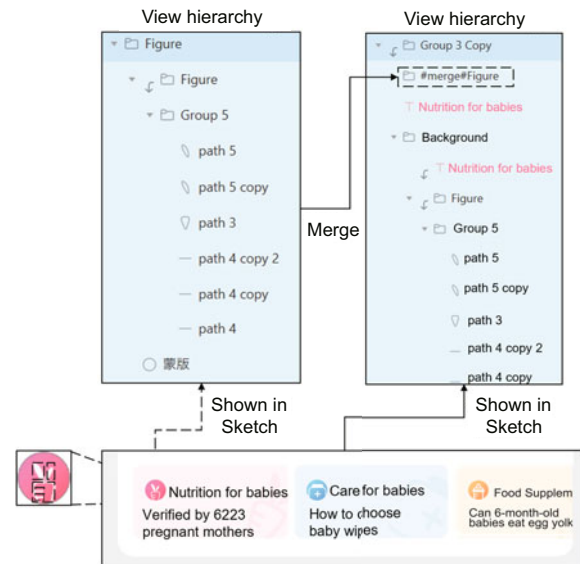 View hierarchy
Figure
Figure
Group 5
path 5
path 5 copy
path 3
path 4 copy 2
path 4 copy
path 4
蒙版
Merge
View hierarchy
Group 3 Copy
#merge#Figure
Nutrition for babies
Background
Nutrition for babies
Figure
Group 5
path 5
path 5 copy
path 3
path 4 copy 2
path 4 copy
Shown in
Sketch
Shown in
Sketch
Nutrition for babies
Verified by 6223
pregnant mothers
Care for babies
How to choose
baby wipes
Food Supplem
Can 6-month-old
babies eat egg yolk